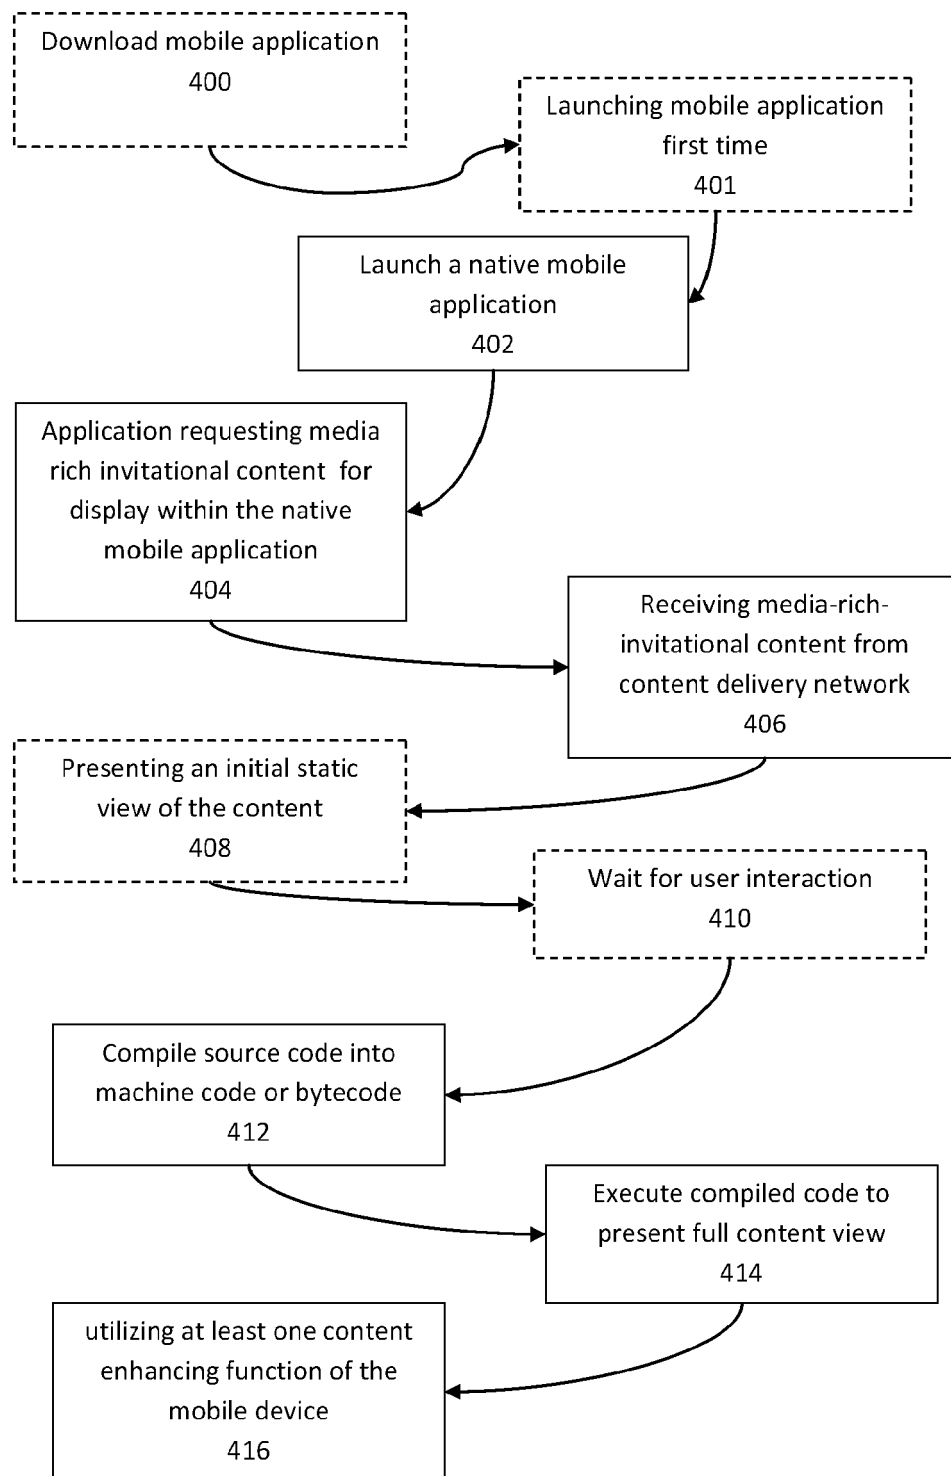 Download mobile application
400
Launching mobile application
first time
401
Launch a native mobile
application
402
Application requesting media
rich invitational content for
display within the native
mobile application
404
Receiving media-rich-
invitational content from
content delivery network
406
Presenting an initial static
view of the content
408
Wait for user interaction
410
Compile source code into
machine code or bytecode
412
Execute compiled code to
present full content view
414
utilizing at least one content
enhancing function of the
mobile device
416